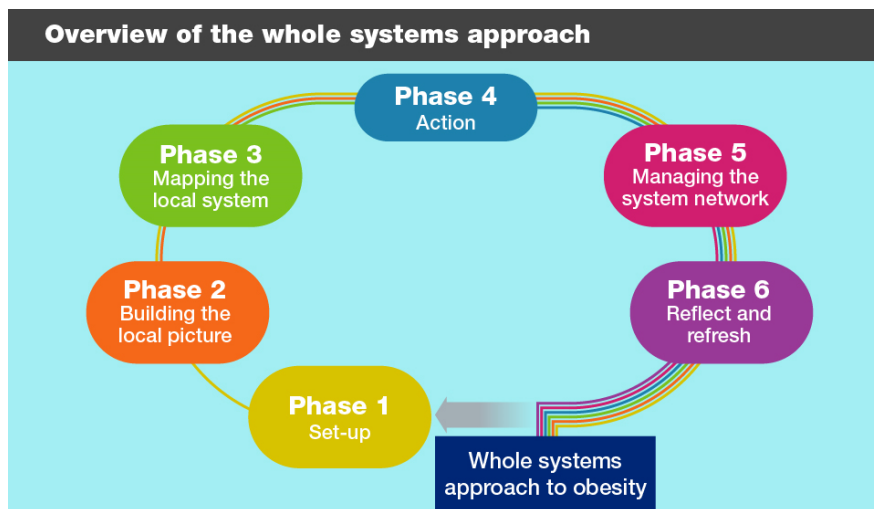 Overview of the whole systems approach
Phase 4
Action
Phase 3
Mapping the
local system
Phase 5
Managing the
system network
Phase 2
Building the
local picture
Phase 6
Reflect and
refresh
Phase 1
Set-up
Whole systems
approach to obesity